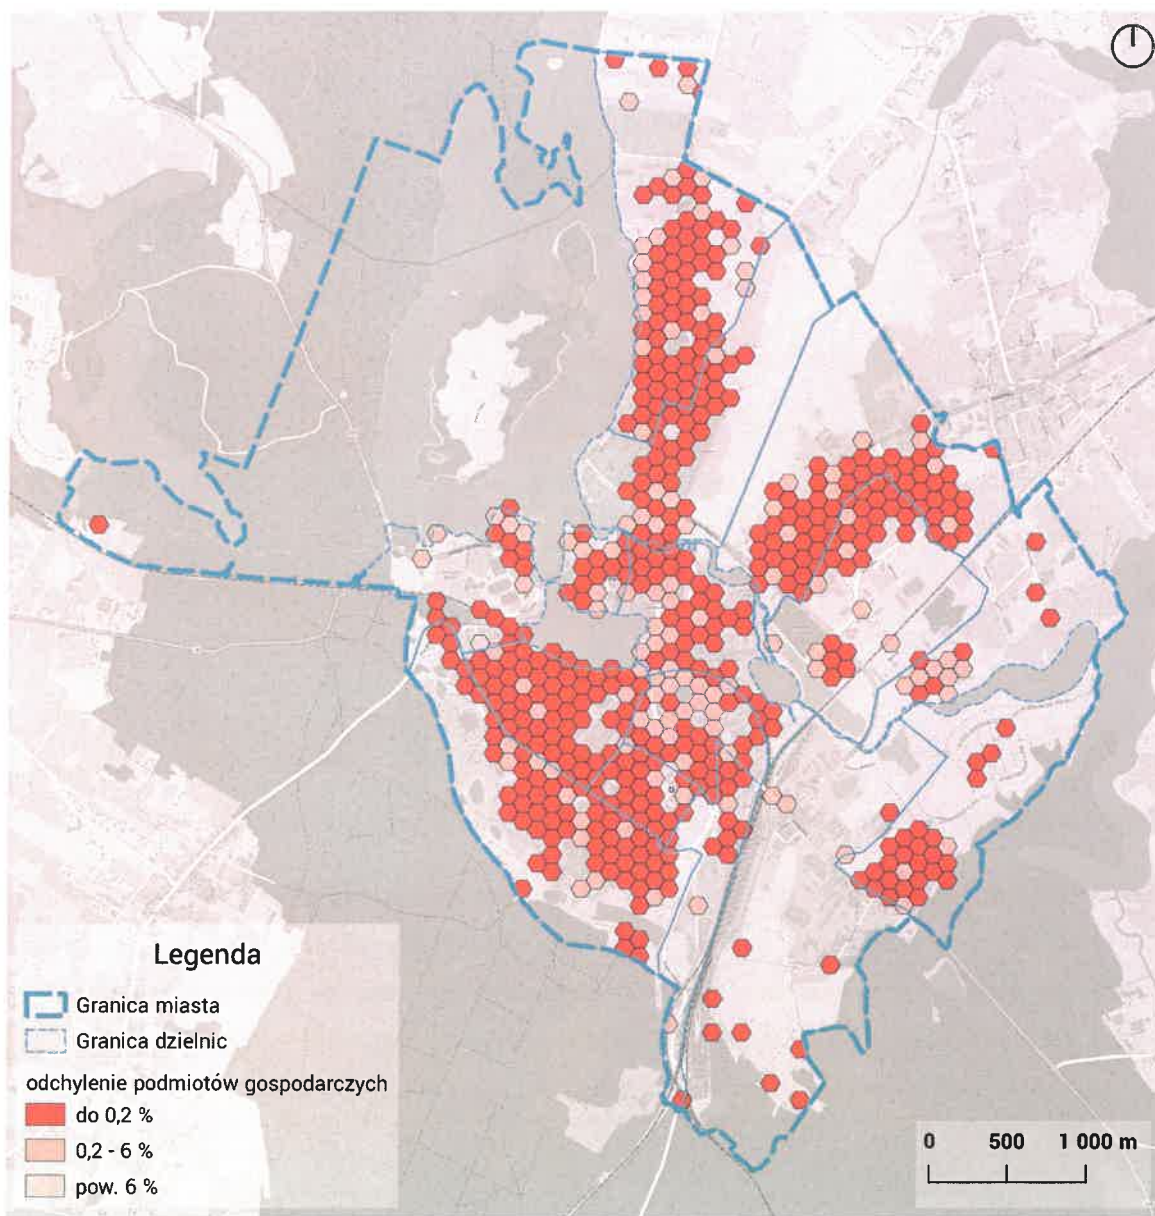 Legenda
Granica miasta
Granica dzielnic
odchylenie podmiotów gospodarczych
do 0,2 %
0,2 - 6 %
pow. 6 %
0 500 1 000 m